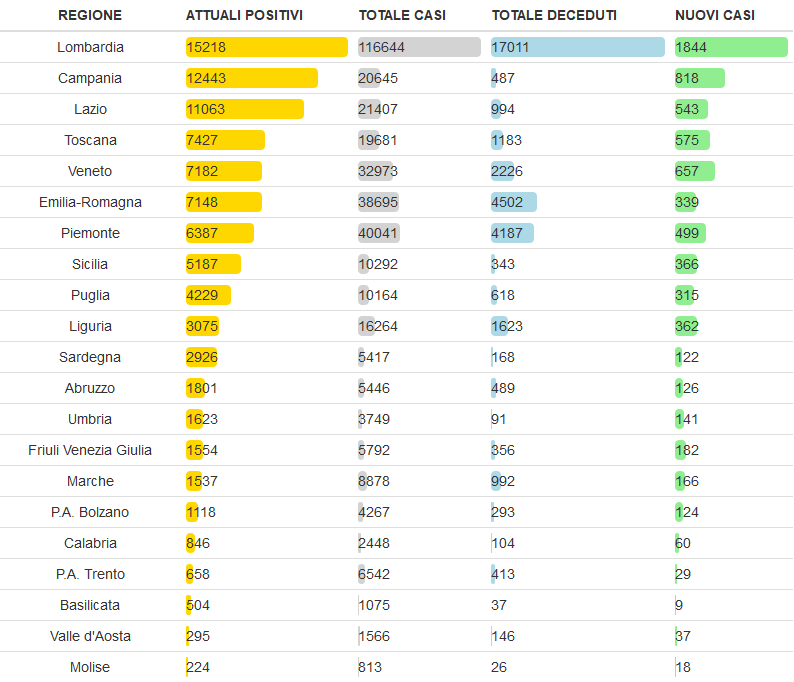 REGIONE ATTUALI POSITIVI TOTALE CASI TOTALE DECEDUTI NUOVI CASI
Lombardia 15218 116644 17011 1844
Campania 12443 20645 487 818
Lazio 11063 21407 994 543
Toscana 7427 19681 1183 575
Veneto 7182 32973 2226 657
Emilia-Romagna 7148 38695 4502 339
Piemonte 6387 40041 4187 499
Sicilia 5187 10292 343 366
Puglia 4229 10164 618 315
Liguria 3075 16264 1623 362
Sardegna 2926 5417 168 122
Abruzzo 1801 5446 489 126
Umbria 1623 3749 91 141
Friuli Venezia Giulia 1554 5792 356 182
Marche 1537 8878 992 166
P.A. Bolzano 1118 4267 293 124
Calabria 846 2448 104 60
P.A. Trento 658 6542 413 29
Basilicata 504 1075 37 9
Valle d'Aosta 295 1566 146 37
Molise 224 813 26 18